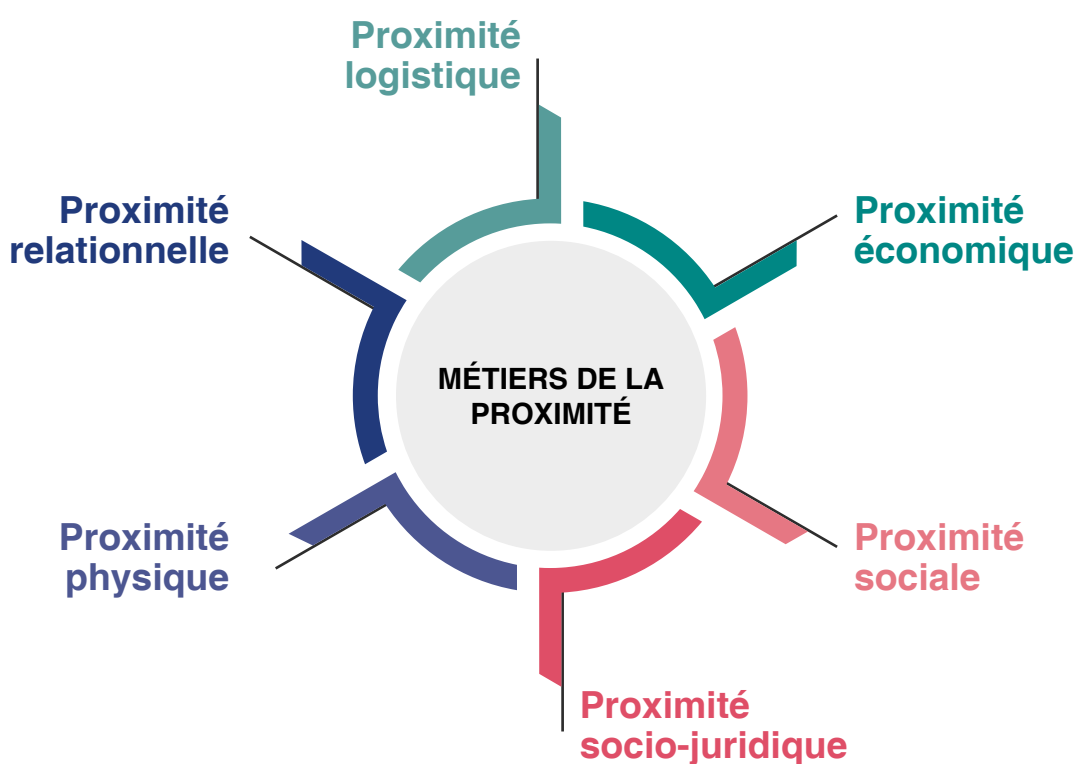 Proximité
logistique
Proximité
économique
Proximité
sociale
Proximité
socio-juridique
Proximité
physique
Proximité
relationnelle
MÉTIERS DE LA
PROXIMITÉ